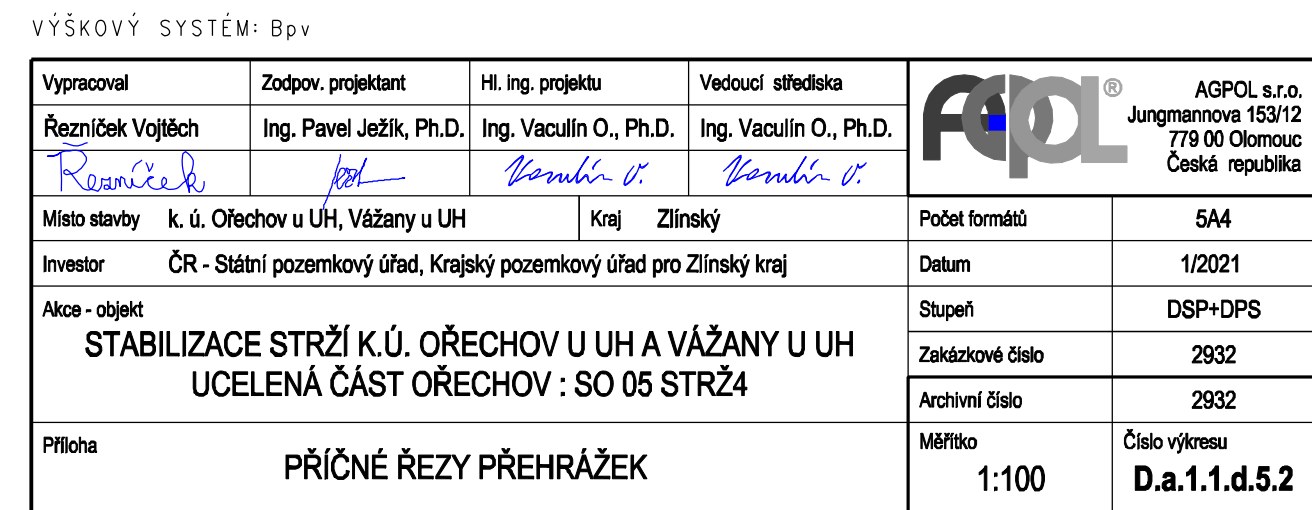 VÝŠKOVÝ SYSTÉM: Bpv
Vypracoval Zodpov. projektant Hl. ing. projektu Vedoucí střediska
Řezníček Vojtěch Ing. Pavel Ježík, Ph.D. Ing. Vaculín O., Ph.D. Ing. Vaculín O., Ph.D.
Řezníček Vaculín O. Vaculín O.
AGPOL®
AGPOL s.r.o.
Jungmannova 153/12
779 00 Olomouc
Česká republika
Místo stavby k. ú. Ořechov u UH, Vážany u UH Kraj Zlínský
Investor ČR - Státní pozemkový úřad, Krajský pozemkový úřad pro Zlínský kraj
Akce - objekt
STABILIZACE STRŽÍ K.Ú. OŘECHOV U UH A VÁŽANY U UH
UCELENÁ ČÁST OŘECHOV : SO 05 STRŽ4
Příloha
PŘÍČNÉ ŘEZY PŘEHRÁŽEK
Počet formátů 5A4
Datum 1/2021
Stupeň DSP+DPS
Zakázkové číslo 2932
Archivní číslo 2932
Měřítko Číslo výkresu
1:100 D.a.1.1.d.5.2